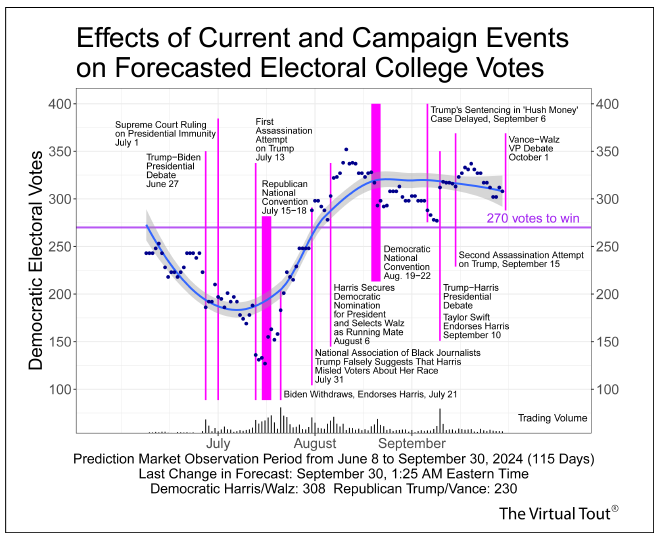 Effects of Current and Campaign Events
on Forecasted Electoral College Votes
Democratic Electoral Votes
400
350
300
250
200
150
100
400
350
300
250
200
150
100
Supreme Court Ruling
on Presidential Immunity
July 1
Trump−Biden
Presidential
Debate
June 27
First
Assassination
Attempt
on Trump
July 13
Republican
National
Convention
July 15−18
Trump's Sentencing in 'Hush Money'
Case Delayed, September 6
Vance−Walz
VP Debate
October 1
270 votes to win
Democratic
National
Convention
Aug. 19−22
Second Assassination Attempt
on Trump, September 15
Harris Secures
Democratic
Nomination
for President
and Selects Walz
as Running Mate
August 6
Trump−Harris
Presidential
Debate
Taylor Swift
Endorses Harris
September 10
National Association of Black Journalists
Trump Falsely Suggests That Harris
Misled Voters About Her Race
July 31
Biden Withdraws, Endorses Harris, July 21
Trading Volume
July
August
September
Prediction Market Observation Period from June 8 to September 30, 2024 (115 Days)
Last Change in Forecast: September 30, 1:25 AM Eastern Time
Democratic Harris/Walz: 308 Republican Trump/Vance: 230
The Virtual Tout®